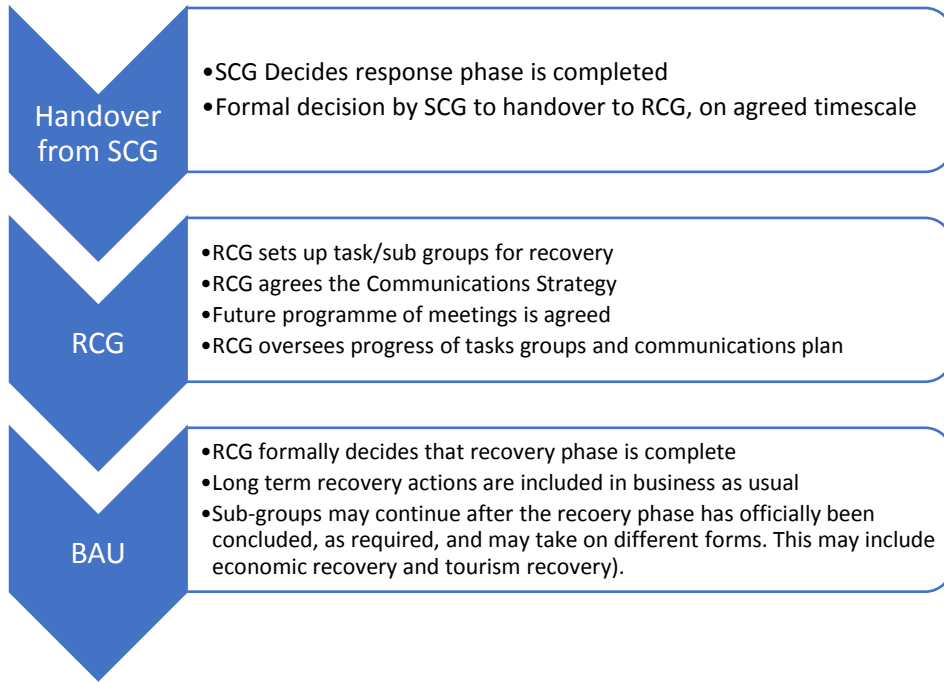 Handover
from SCG
•SCG Decides response phase is completed
•Formal decision by SCG to handover to RCG, on agreed timescale
RCG
•RCG sets up task/sub groups for recovery
•RCG agrees the Communications Strategy
•Future programme of meetings is agreed
•RCG oversees progress of tasks groups and communications plan
BAU
•RCG formally decides that recovery phase is complete
•Long term recovery actions are included in business as usual
•Sub-groups may continue after the recoery phase has officially been
concluded, as required, and may take on different forms. This may include
economic recovery and tourism recovery).